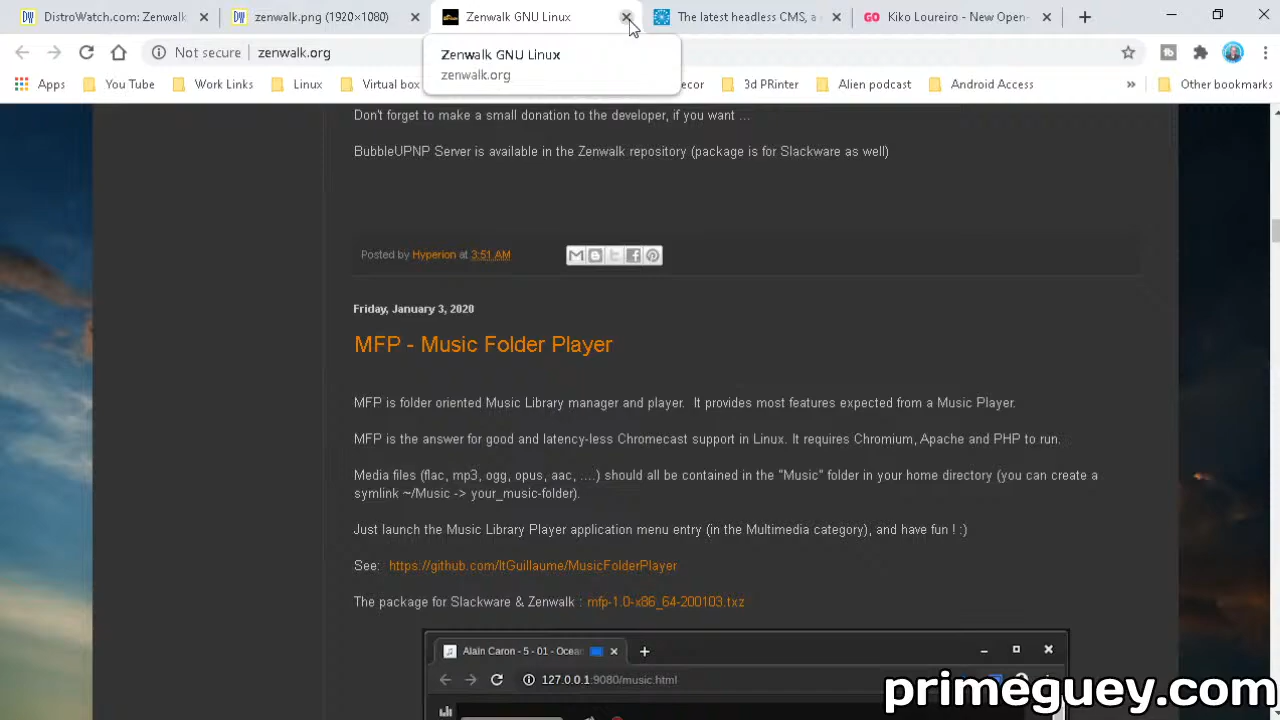 DistroWatch.com: Zenwa
zenwalk.png (1920×1080)
Zenwalk GNU Linux
The latest headless CMS, a
Kiko Loureiro - New Open
Not secure
zenwalk.org
Zenwalk GNU Linux
zenwalk.org
Apps
You Tube
Work Links
Linux
Virtual box
ecor
3d PRinter
Alien podcast
Android Access
»
Other bookmarks
Don't forget to make a small donation to the developer, if you want ...
BubbleUPNP Server is available in the Zenwalk repository (package is for Slackware as well)
Posted by Hyperion at 3:51 AM
Friday, January 3, 2020
MFP - Music Folder Player
MFP is folder oriented Music Library manager and player. It provides most features expected from a Music Player.
MFP is the answer for good and latency-less Chromecast support in Linux. It requires Chromium, Apache and PHP to run.
Media files (flac, mp3, ogg, opus, aac, ....) should all be contained in the "Music" folder in your home directory (you can create a
symlink ~/Music -> your_music-folder).
Just launch the Music Library Player application menu entry (in the Multimedia category), and have fun ! :)
See: https://github.com/ltGuillaume/MusicFolderPlayer
The package for Slackware & Zenwalk : mfp-1.0-x86_64-200103.txz
Alain Caron - 5 - 01 - Ocean
127.0.0.1:9080/music.html
primeguey.com